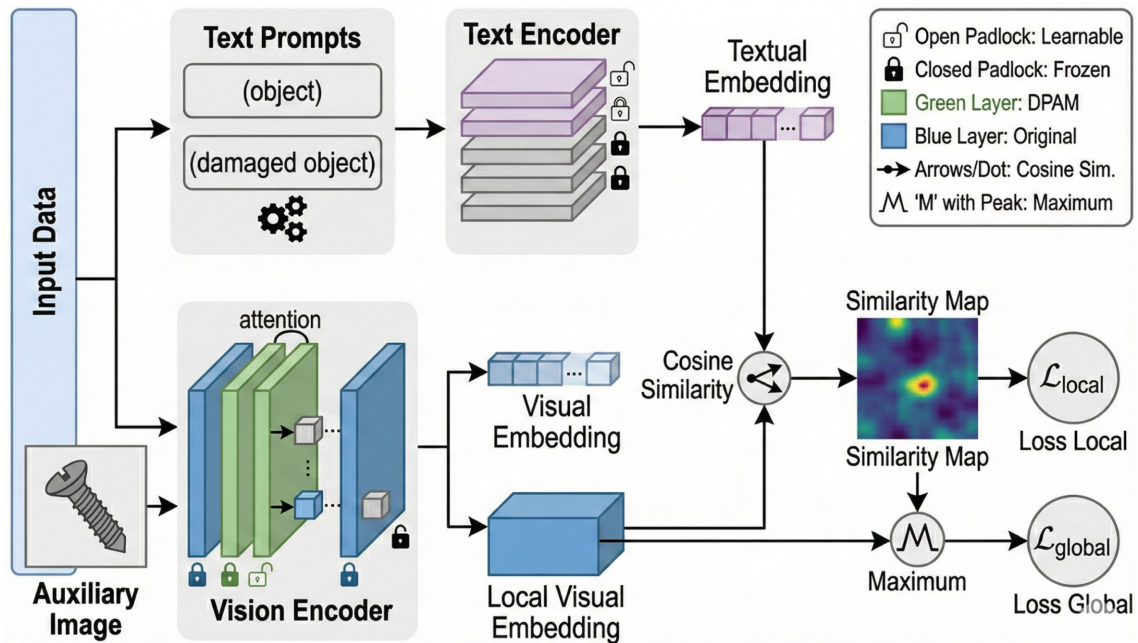 Input Data
Text Prompts
(object)
(damaged object)
Text Encoder
Textual
Embedding
...
Open Padlock: Learnable
Closed Padlock: Frozen
Green Layer: DPAM
Blue Layer: Original
Arrows/Dot: Cosine Sim.
'M' with Peak: Maximum
attention
Vision Encoder
Auxiliary
Image
...
Visual
Embedding
Local Visual
Embedding
Cosine
Similarity
Similarity Map
Similarity Map
M
Maximum
ℒlocal
Loss Local
ℒglobal
Loss Global